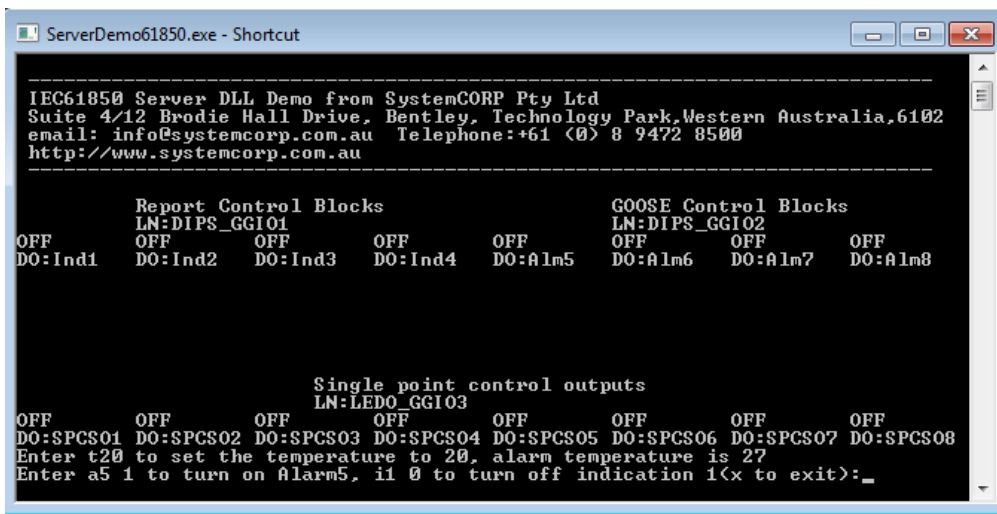 ServerDemo61850.exe - Shortcut
IEC61850 Server DLL Demo from SystemCORP Pty Ltd
Suite 4/12 Brodie Hall Drive, Bentley, Technology Park,Western Australia,6102
email: info@systemcorp.com.au Telephone:+61 (0) 8 9472 8500
http://www.systemcorp.com.au
Report Control Blocks GOOSE Control Blocks
LN:DIPS_GGIO1 LN:DIPS_GGIO2
OFF OFF OFF OFF OFF OFF OFF OFF
DO:Ind1 DO:Ind2 DO:Ind3 DO:Ind4 DO:Alm5 DO:Alm6 DO:Alm7 DO:Alm8
Single point control outputs
LN:LEDO_GGIO3
OFF OFF OFF OFF OFF OFF OFF OFF
DO:SPCSO1 DO:SPCSO2 DO:SPCSO3 DO:SPCSO4 DO:SPCSO5 DO:SPCSO6 DO:SPCSO7 DO:SPCSO8
Enter t20 to set the temperature to 20, alarm temperature is 27
Enter a5 1 to turn on Alarm5, i1 0 to turn off indication 1(x to exit):_